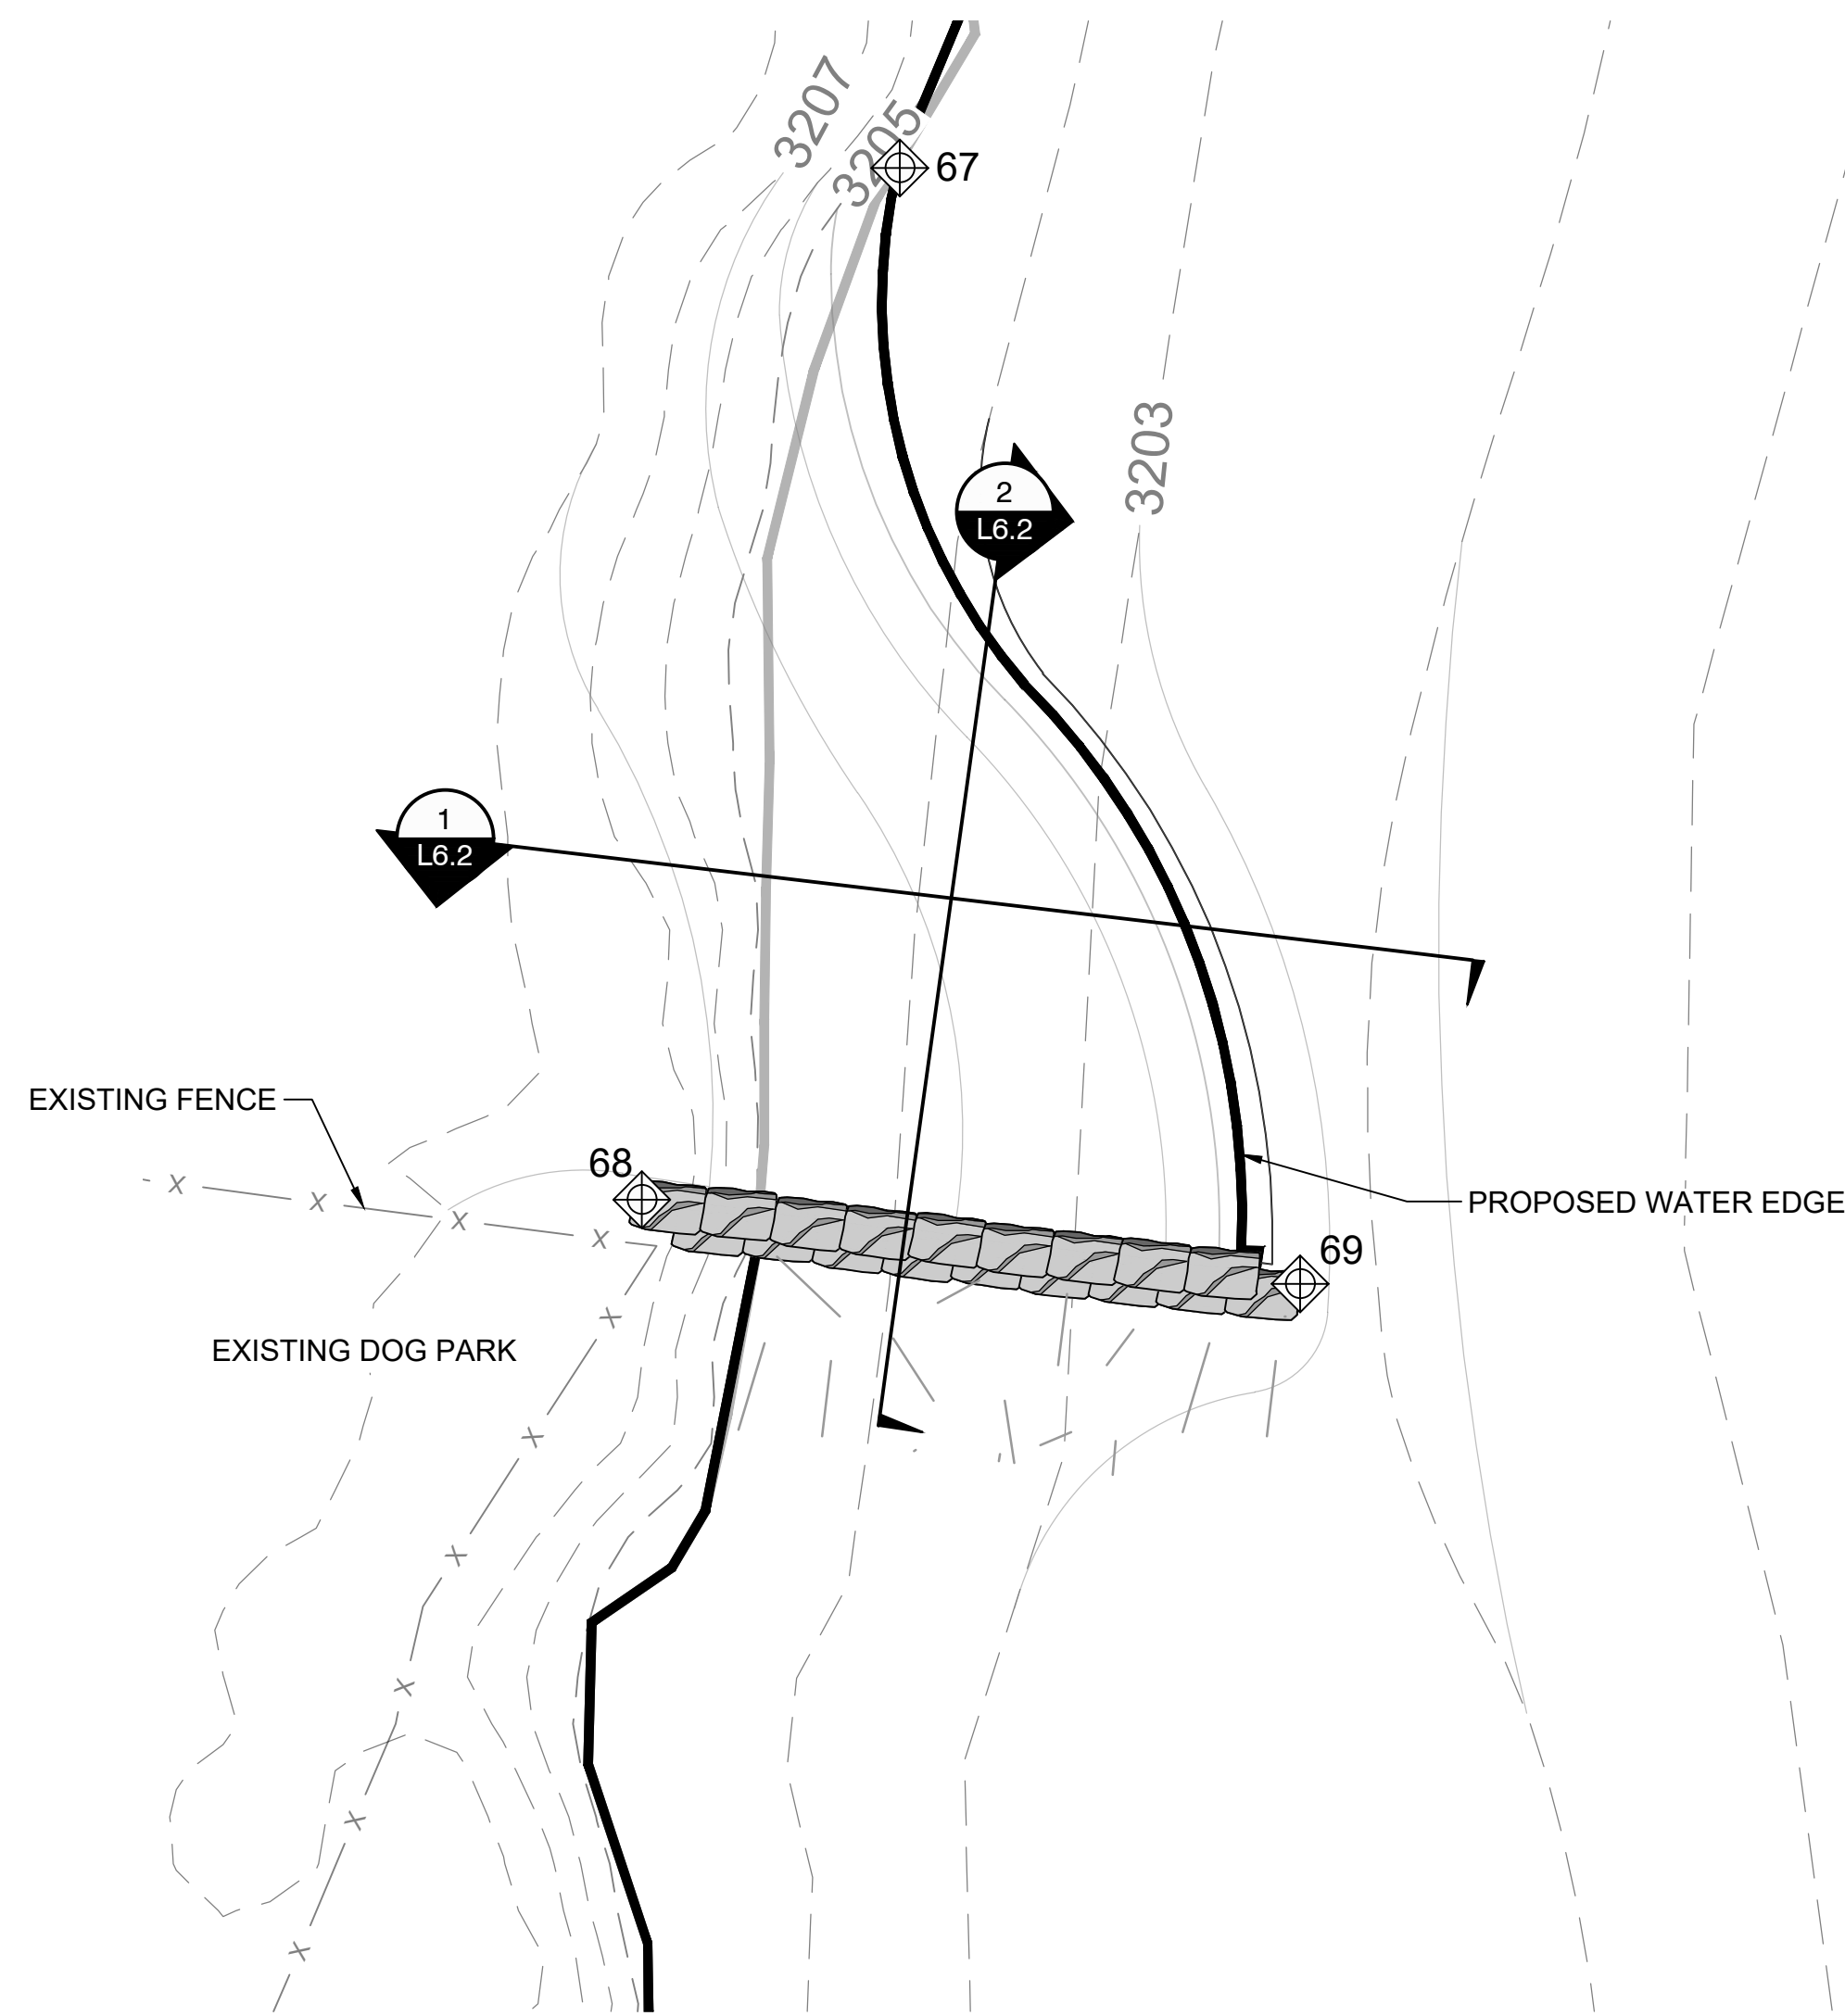 3207
3205
67
3203
2
L6.2
1
L6.2
EXISTING FENCE
68
X
X
X
X
PROPOSED WATER EDGE
69
X
EXISTING DOG PARK
X
X
X
X
X